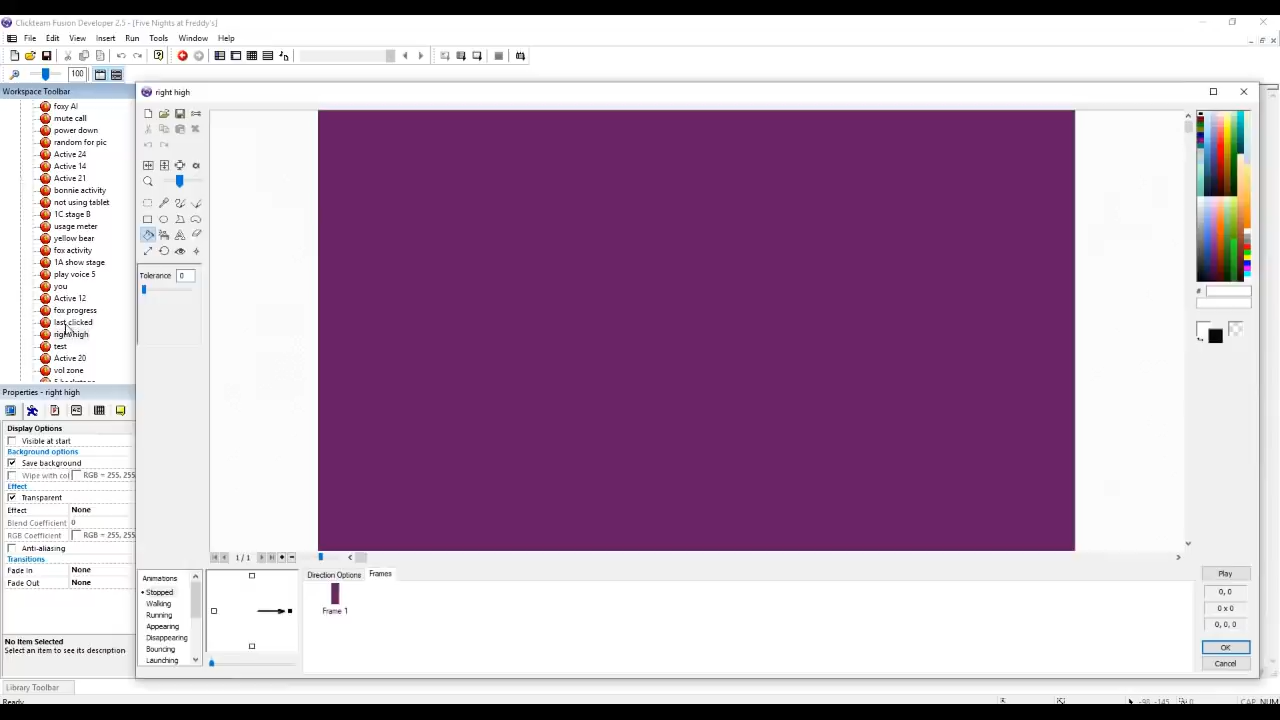 Clickteam Fusion Developer 2.5 - [Five Nights at Freddy's]
File Edit View Insert Run Tools Window Help
100
Workspace Toolbar
right high
foxy AI
mute call
power down
random for pic
Active 24
Active 14
Active 21
bonnie activity
not using tablet
1C stage B
usage meter
yellow bear
fox activity
1A show stage
play voice 5
you
Active 12
fox progress
last clicked
right high
test
Active 20
vol zone
Tolerance 0
#
Properties - right high
Display Options
Visible at start
Background options
Save background
Wipe with col RGB = 255, 255
Effect
Transparent
Effect None
Blend Coefficient 0
RGB Coefficient RGB = 255, 255
Anti-aliasing
Transitions
Fade In None
Fade Out None
No Item Selected
Select an item to see its description
1 / 1
Animations
Stopped
Walking
Running
Appearing
Disappearing
Bouncing
Launching
Direction Options Frames
Frame 1
Play
0, 0
0 x 0
0, 0, 0
OK
Cancel
Library Toolbar
Ready
-98, -145 0 CAP NUM